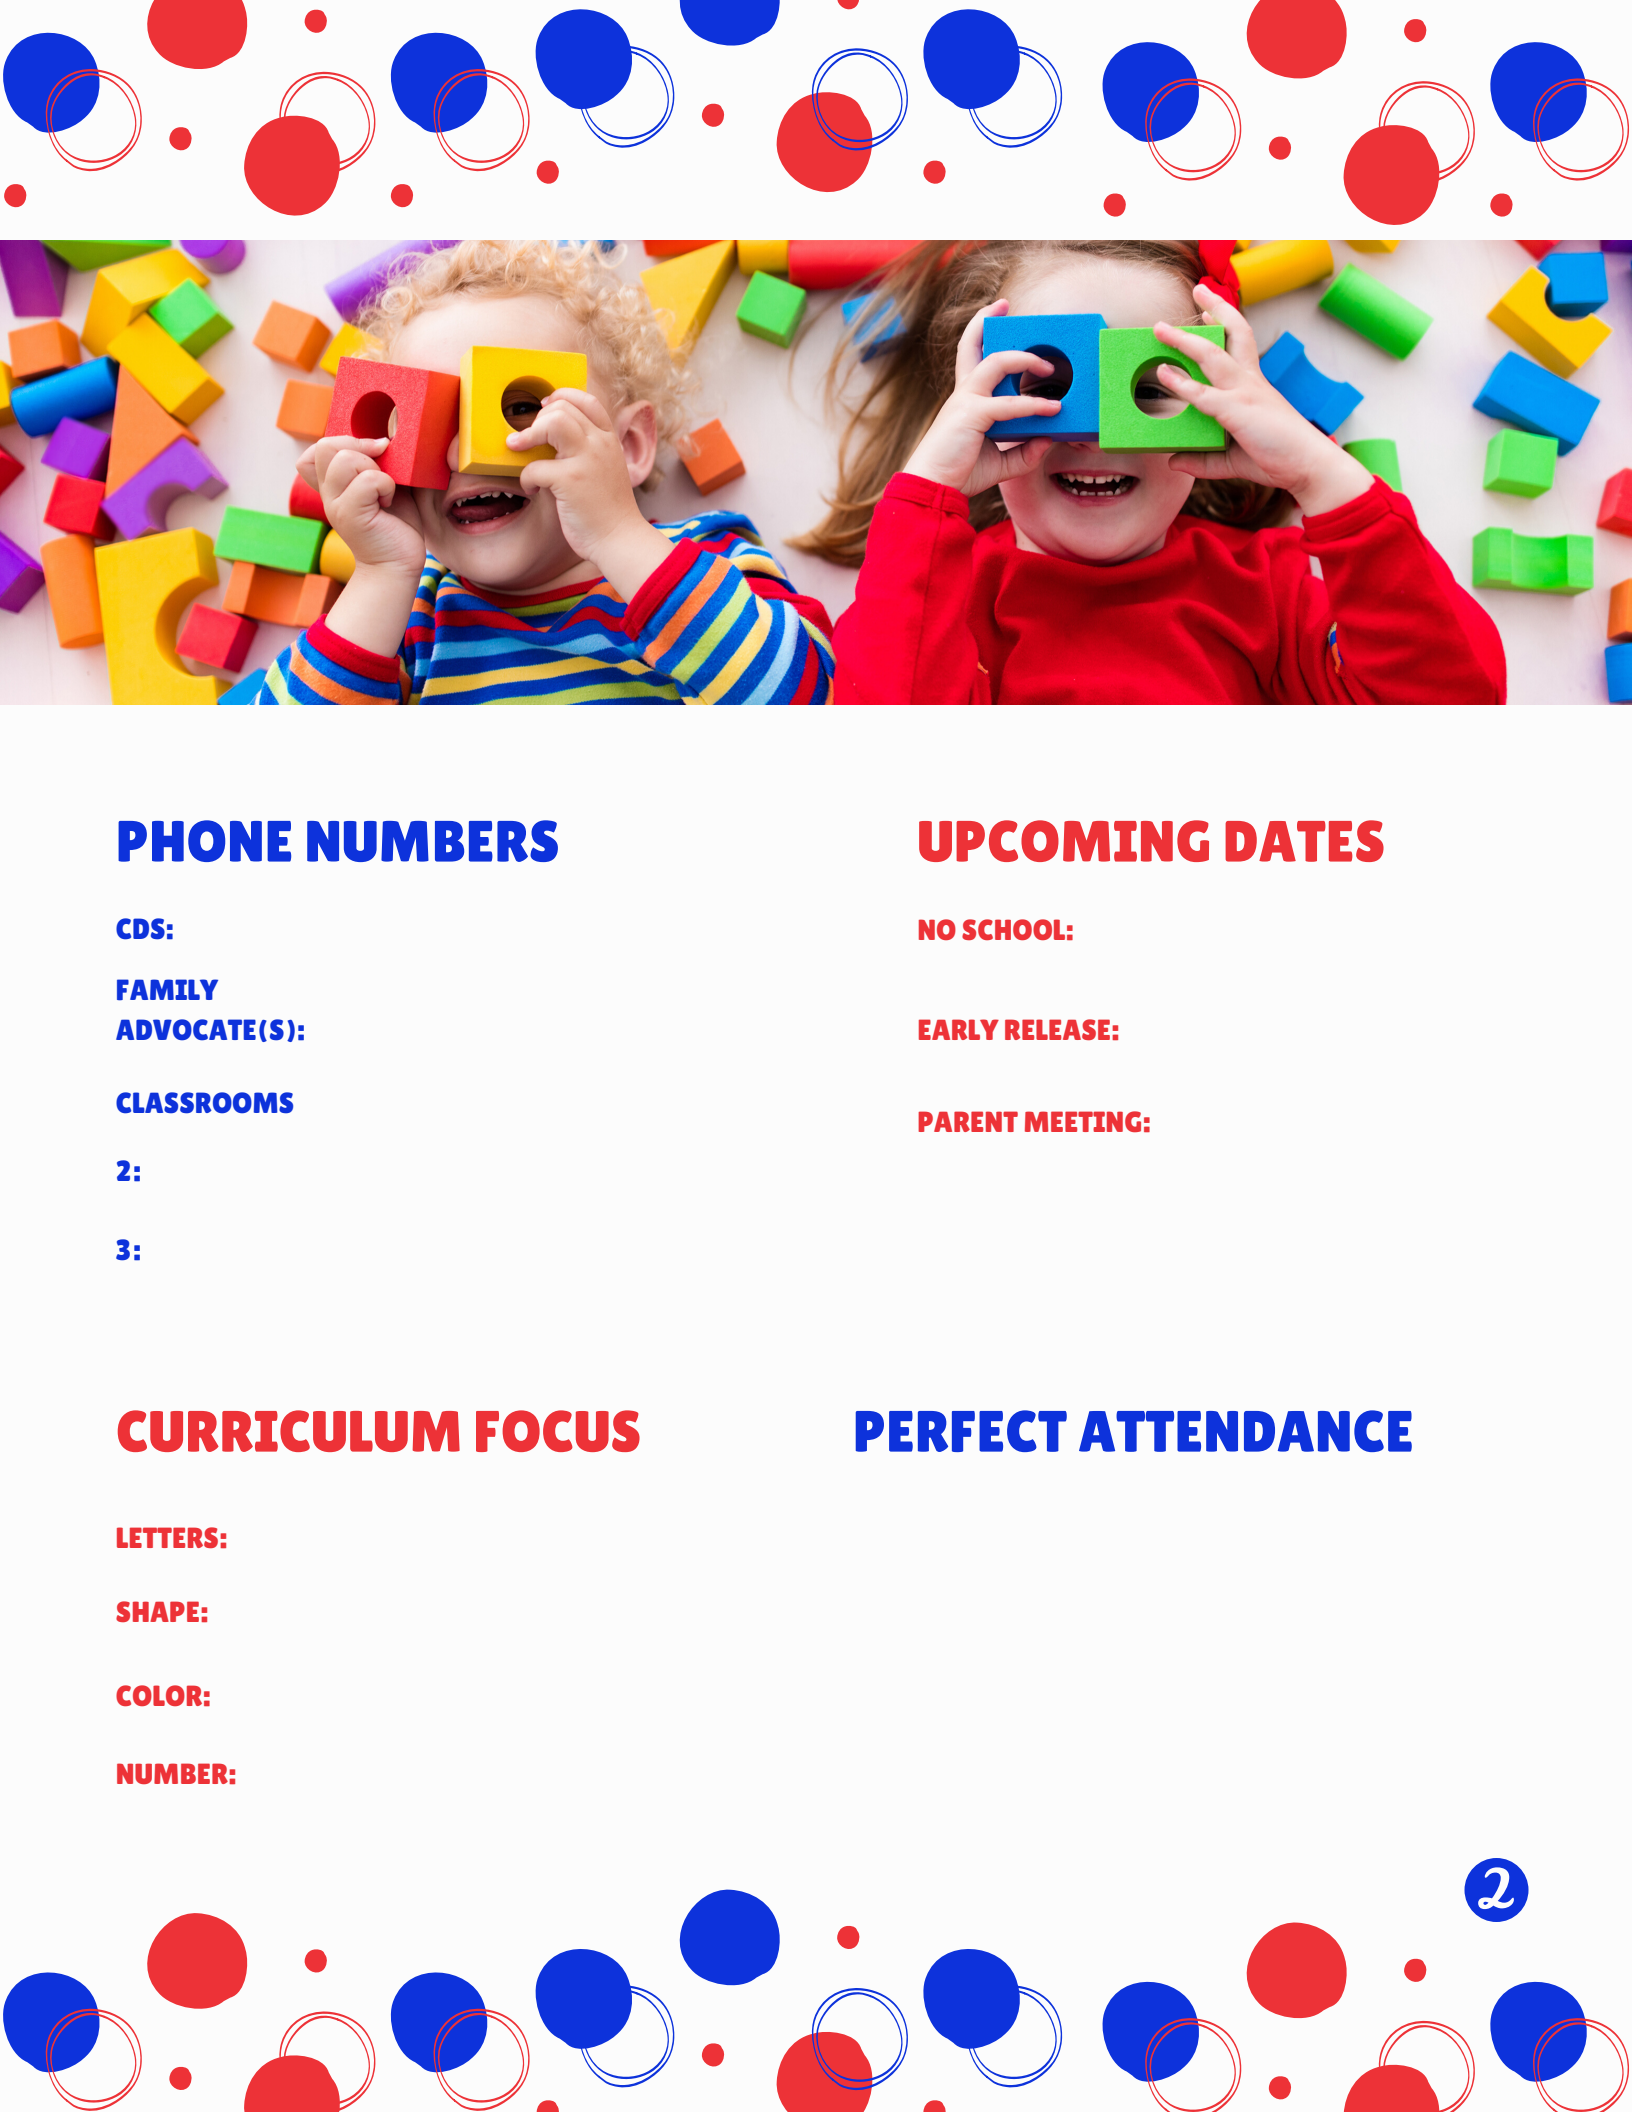 PHONE NUMBERS
CDS:
FAMILY
ADVOCATE(S):
CLASSROOMS
2:
3:
UPCOMING DATES
NO SCHOOL:
EARLY RELEASE:
PARENT MEETING:
CURRICULUM FOCUS
LETTERS:
SHAPE:
COLOR:
NUMBER:
PERFECT ATTENDANCE
2